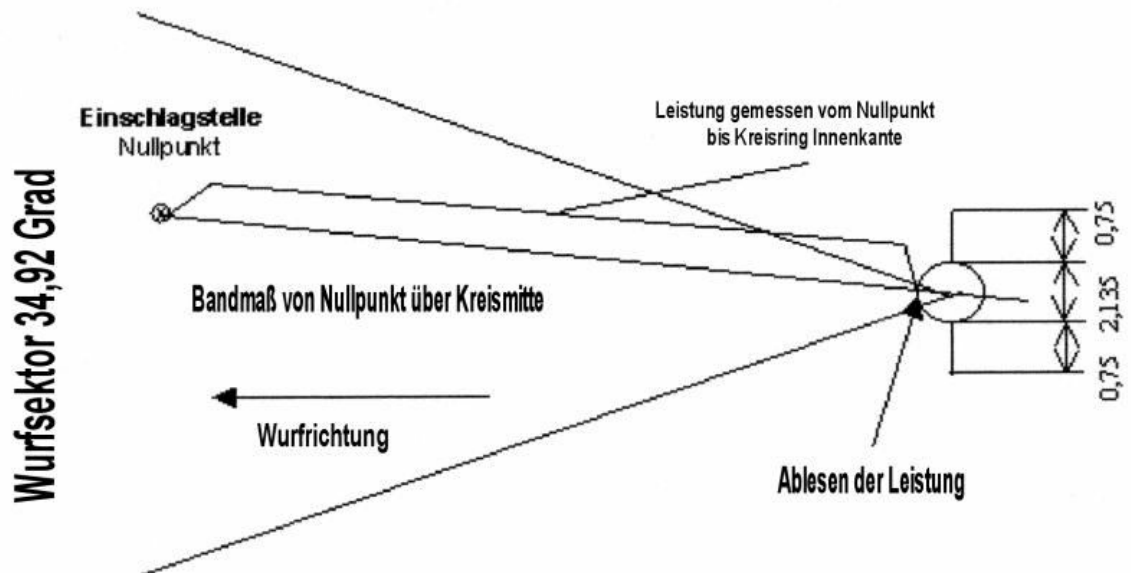 Einschlagstelle
Nullpunkt
Leistung gemessen vom Nullpunkt
bis Kreisring Innenkante
Wurfsektor 34,92 Grad
Bandmaß von Nullpunkt über Kreismitte
0,75
2,135
0,75
Wurfrichtung
Ablesen der Leistung